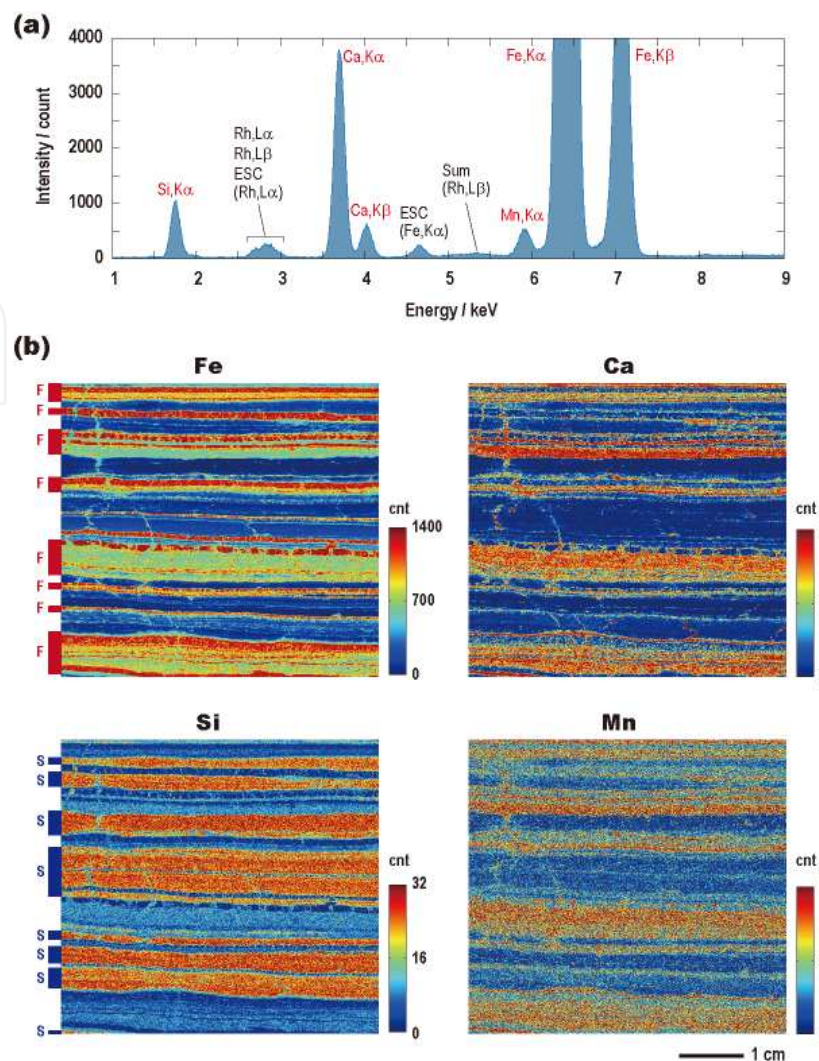 (a)
4000
3000
2000
1000
0
Intensity / count
Si,Kα
Rh,Lα
Rh,Lβ
ESC
(Rh,Lα)
Ca,Kα
Ca,Kβ
ESC
(Fe,Kα)
Sum
(Rh,Lβ)
Mn,Kα
Fe,Kα
Fe,Kβ
1 2 3 4 5 6 7 8 9
Energy / keV
(b)
Fe
F
F
F
F
F
F
F
F
cnt
1400
700
0
Ca
cnt
Si
S
S
S
S
S
S
S
S
cnt
32
16
0
Mn
cnt
1 cm